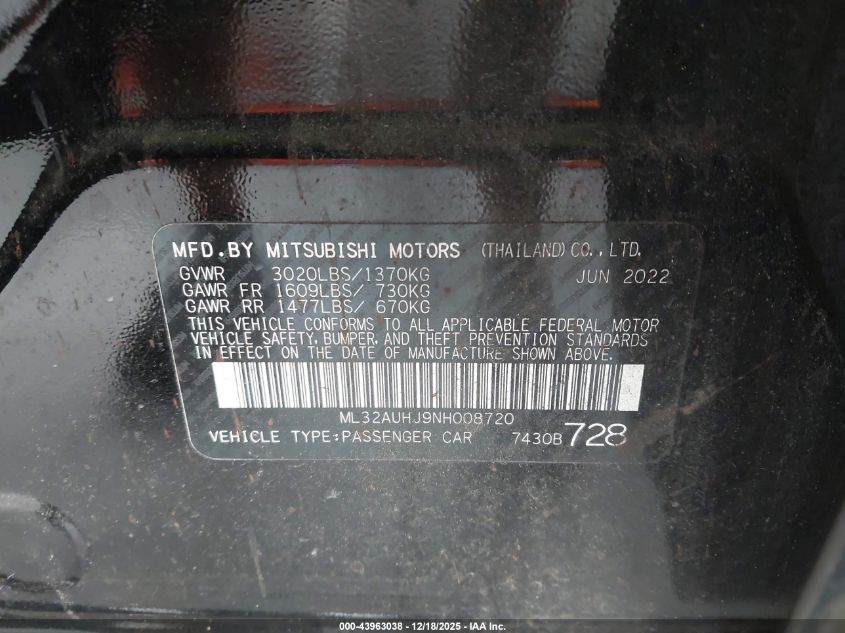 MFD.BY MITSUBISHI MOTORS (THAILAND) CO., LTD.
GVWR 3020LBS/1370KG JUN 2022
GAWR FR 1609LBS/ 730KG
GAWR RR 1477LBS/ 670KG
THIS VEHICLE CONFORMS TO ALL APPLICABLE FEDERAL MOTOR
VEHICLE SAFETY, BUMPER, AND THEFT PREVENTION STANDARDS
IN EFFECT ON THE DATE OF MANUFACTURE SHOWN ABOVE.
ML32AUHJ9NH008720
VEHICLE TYPE:PASSENGER CAR 7430B 728
000-43963038 - 12/18/2025 - IAA Inc.